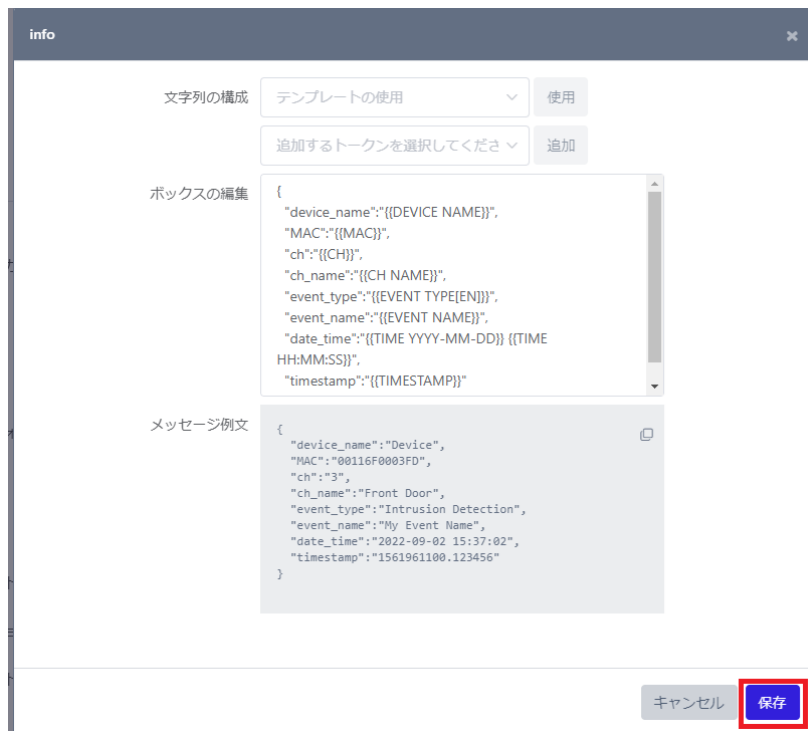 info
文字列の構成
テンプレートの使用
使用
追加するトークンを選択してくださ
追加
ボックスの編集
{
"device_name":"{{DEVICE NAME}}",
"MAC":"{{MAC}}",
"ch":"{{CH}}",
"ch_name":"{{CH NAME}}",
"event_type":"{{EVENT TYPE[EN]}}",
"event_name":"{{EVENT NAME}}",
"date_time":"{{TIME YYYY-MM-DD}} {{TIME
HH:MM:SS}}",
"timestamp":"{{TIMESTAMP}}"
メッセージ例文
{
"device_name":"Device",
"MAC":"00116F0003FD",
"ch":"3",
"ch_name":"Front Door",
"event_type":"Intrusion Detection",
"event_name":"My Event Name",
"date_time":"2022-09-02 15:37:02",
"timestamp":"1561961100.123456"
}
キャンセル
保存